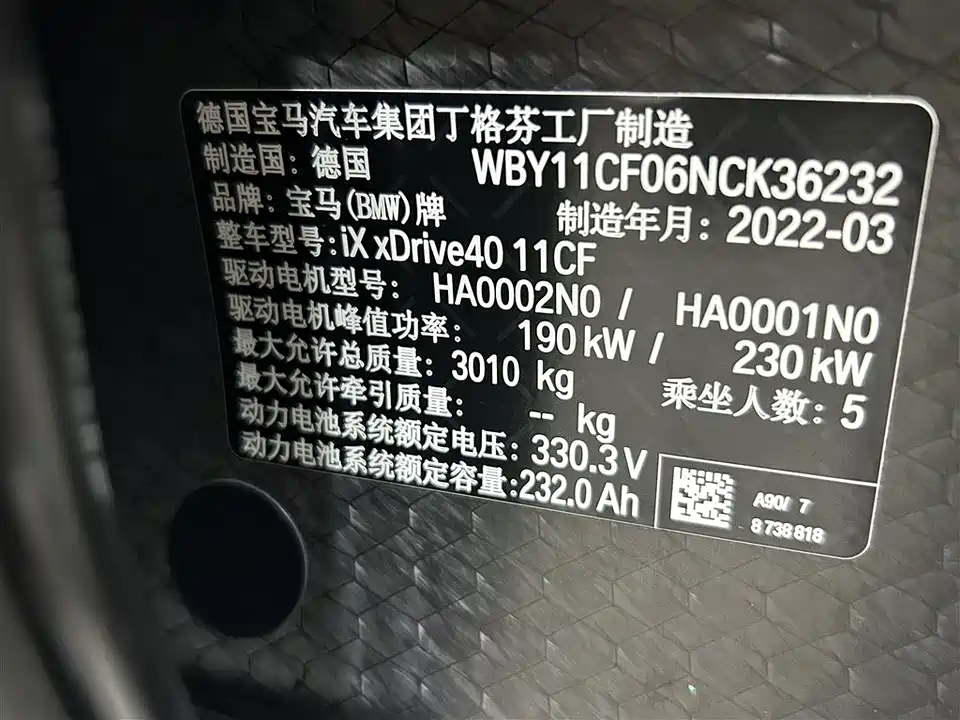 德国宝马汽车集团丁格芬工厂制造
制造国：德国 WBY11CF06NCK36232
品牌：宝马(BMW)牌 制造年月：2022-03
整车型号：iX xDrive40 11CF
驱动电机型号： HA0002N0 / HA0001N0
驱动电机峰值功率： 190 kW / 230 kW
最大允许总质量： 3010 kg 乘坐人数：5
最大允许牵引质量： -- kg
动力电池系统额定电压：330.3V
动力电池系统额定容量：232.0 Ah
A90/ 7
8 738 818